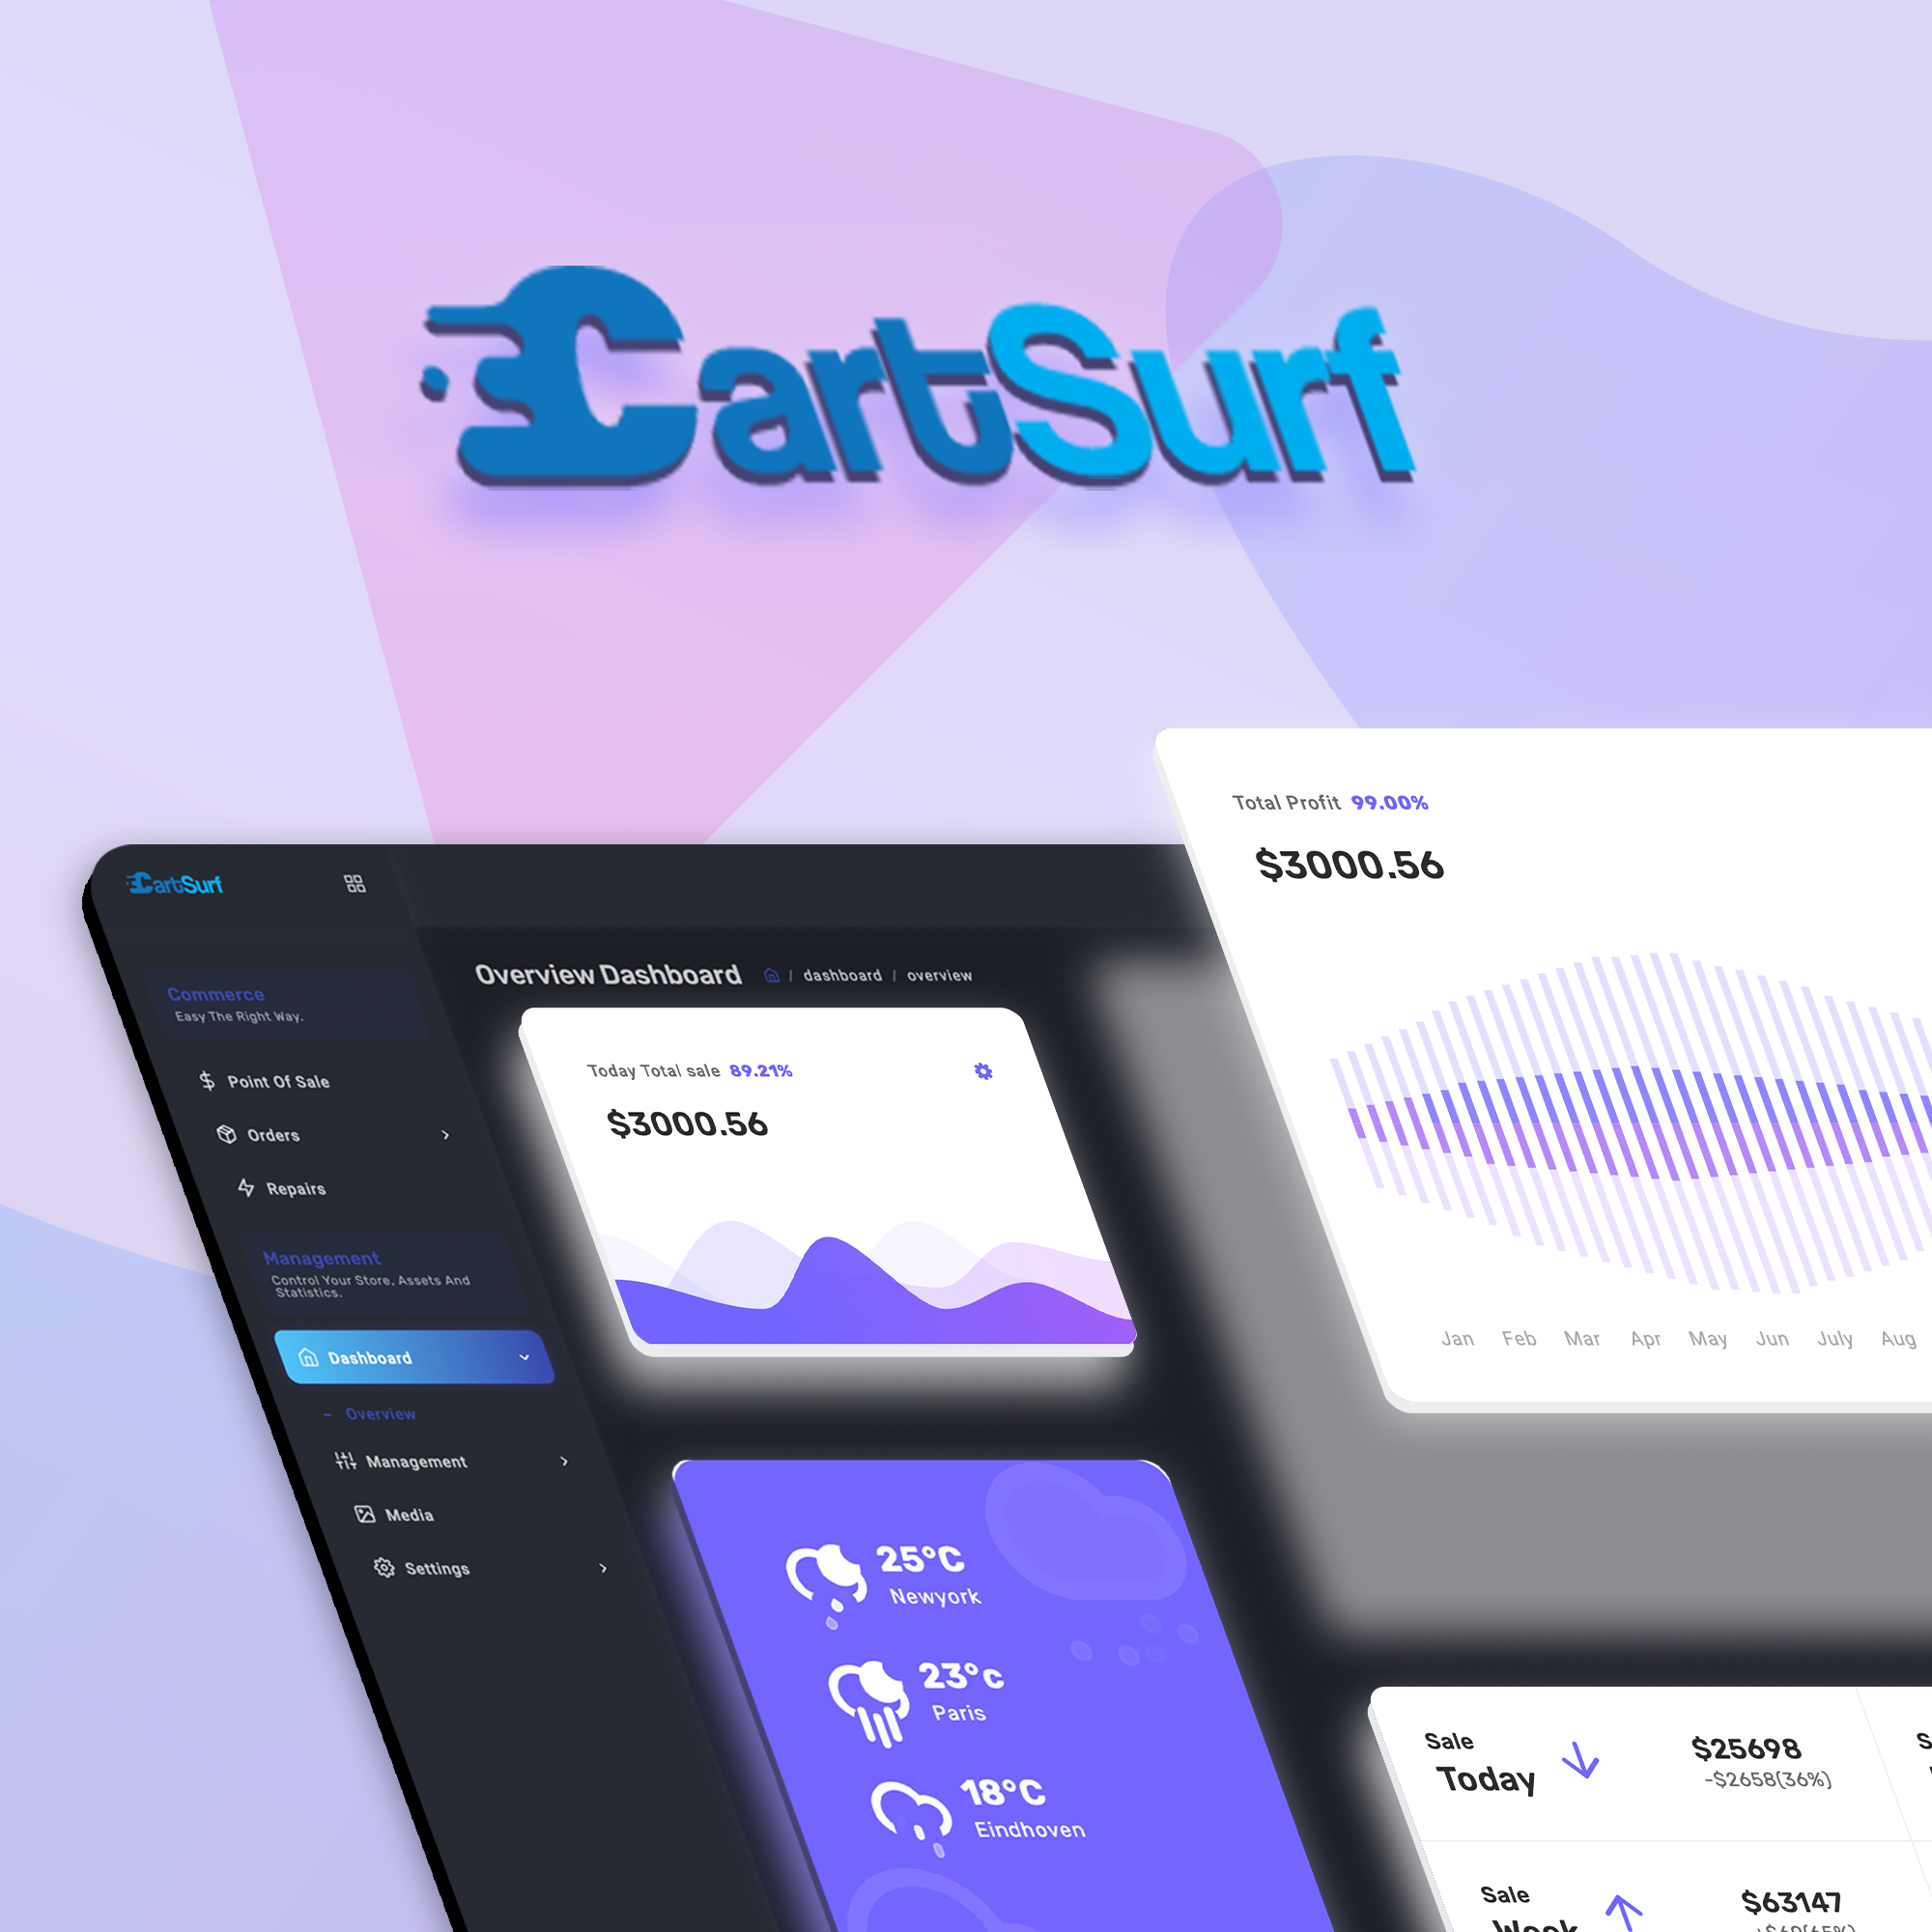 CartSurf
Total Profit 99.00%
$3000.56
Jan Feb Mar Apr May Jun July Aug
CartSurf
Commerce
Easy The Right Way.
Point Of Sale
Orders
Repairs
Management
Control Your Store, Assets And
Statistics.
Dashboard
- Overview
Management
Media
Settings
Overview Dashboard / dashboard / overview
Today Total sale 89.21%
$3000.56
25°C
Newyork
23°c
Paris
18°C
Eindhoven
Sale
Today
$25698
-$2658(36%)
Sale
Week
$63147